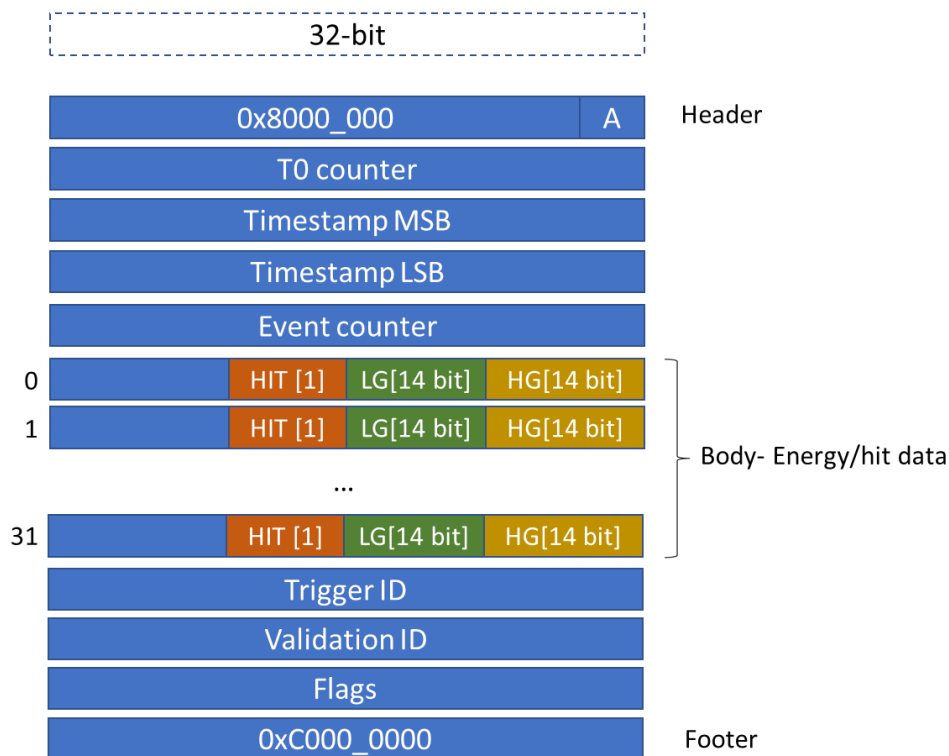 32-bit
0x8000_000 A Header
T0 counter
Timestamp MSB
Timestamp LSB
Event counter
0 HIT [1] LG[14 bit] HG[14 bit]
1 HIT [1] LG[14 bit] HG[14 bit]
Body- Energy/hit data
...
31 HIT [1] LG[14 bit] HG[14 bit]
Trigger ID
Validation ID
Flags
0xC000_0000 Footer